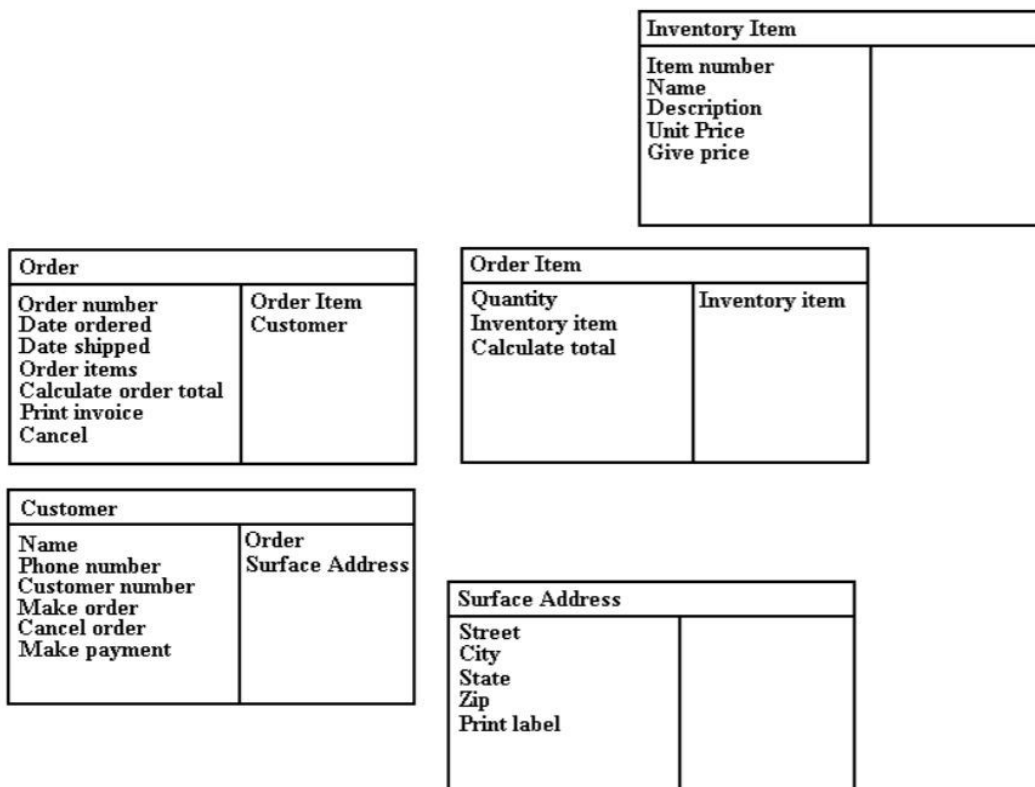 Inventory Item
Item number
Name
Description
Unit Price
Give price
Order
Order number
Date ordered
Date shipped
Order items
Calculate order total
Print invoice
Cancel
Order Item
Customer
Order Item
Quantity
Inventory item
Calculate total
Inventory item
Customer
Name
Phone number
Customer number
Make order
Cancel order
Make payment
Order
Surface Address
Surface Address
Street
City
State
Zip
Print label